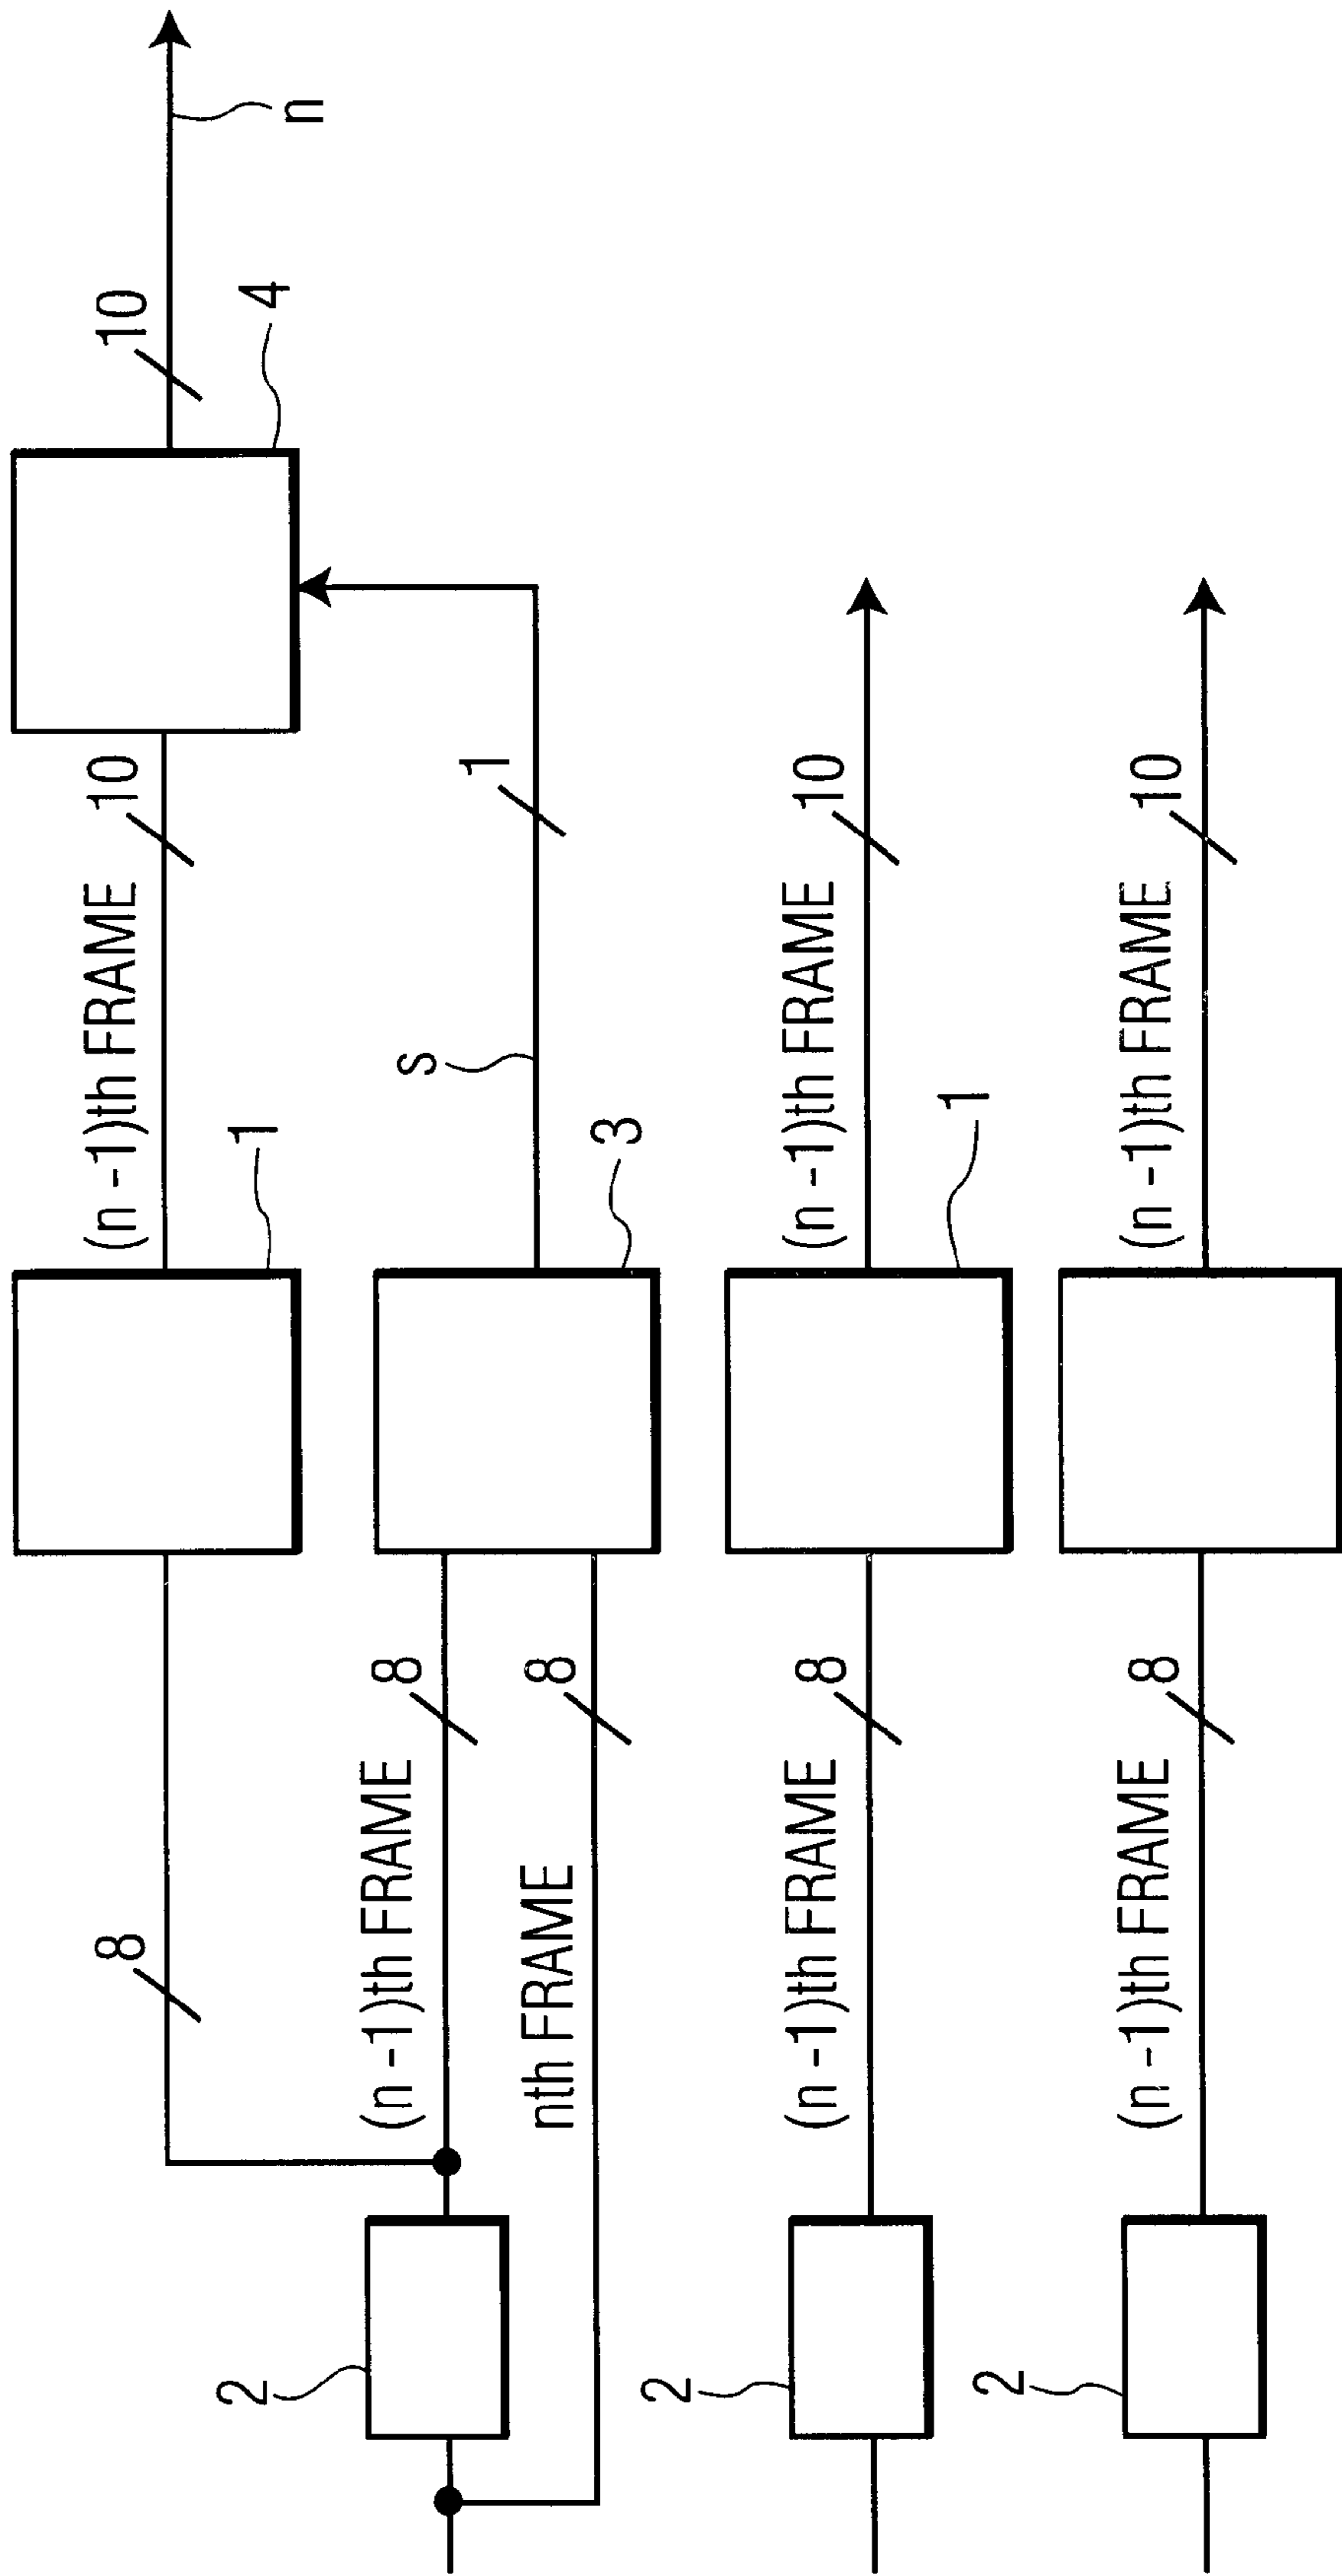 8
(n -1)th FRAME 10
10
2
1
4
n
(n -1)th FRAME 8
s
1
nth FRAME 8
3
2
(n -1)th FRAME 8
(n -1)th FRAME 10
1
2
(n -1)th FRAME 8
(n -1)th FRAME 10